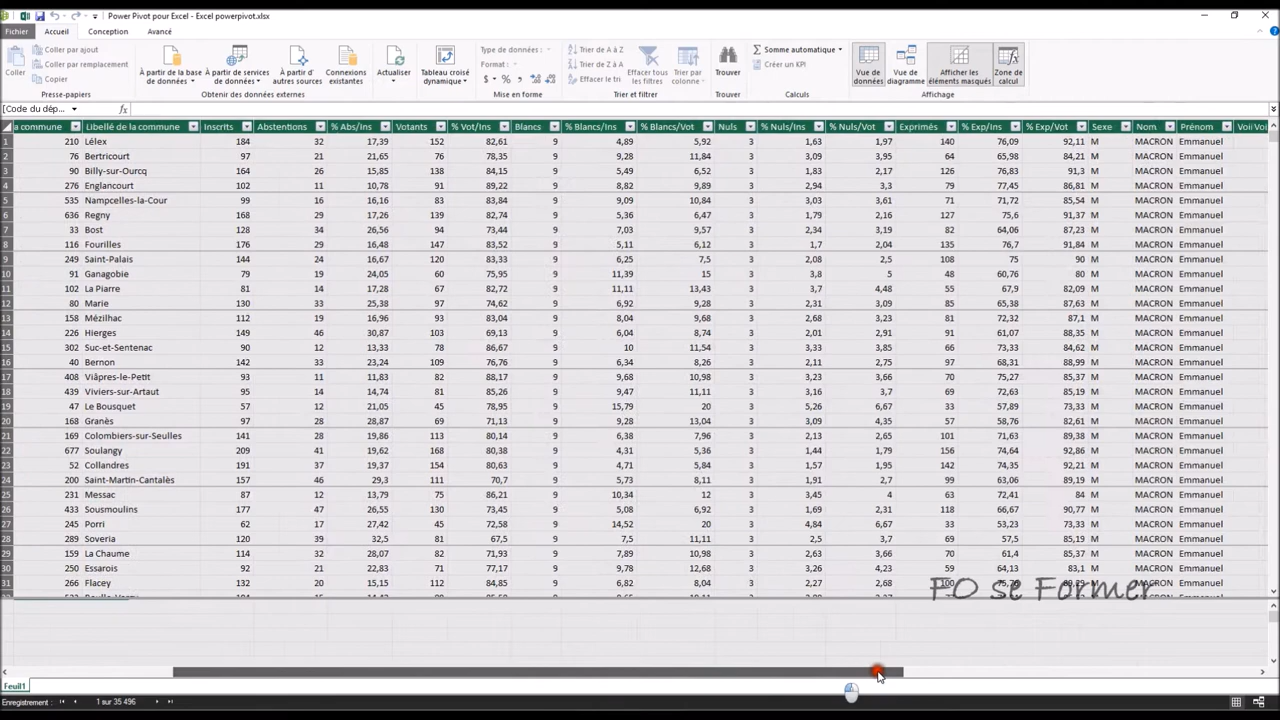 Power Pivot pour Excel - Excel powerpivot.xlsx
Fichier Accueil Conception Avancé
Coller Coller par ajout Coller par remplacement Copier
À partir de la base de données À partir de services de données À partir d'autres sources Connexions existantes
Actualiser Tableau croisé dynamique
Type de données : $ % ,
Trier de A à Z Trier de Z à A Effacer le tri Effacer tous les filtres Trier par colonne
Trouver Somme automatique Créer un KPI
Vue de données Vue de diagramme Afficher les éléments masqués Zone de calcul
Presse-papiers Obtenir des données externes Mise en forme Trier et filtrer Trouver Calculs Affichage
[Code du dép... fx
a commune Libellé de la commune Inscrits Abstentions % Abs/Ins Votants % Vot/Ins Blancs % Blancs/Ins % Blancs/Vot Nuls % Nuls/Ins % Nuls/Vot Exprimés % Exp/Ins % Exp/Vot Sexe Nom Prénom
1 210 Lélex 184 32 17,39 152 82,61 9 4,89 5,92 3 1,63 1,97 140 76,09 92,11 M MACRON Emmanuel
2 76 Bertricourt 97 21 21,65 76 78,35 9 9,28 11,84 3 3,09 3,95 64 65,98 84,21 M MACRON Emmanuel
3 90 Billy-sur-Ourcq 164 26 15,85 138 84,15 9 5,49 6,52 3 1,83 2,17 126 76,83 91,3 M MACRON Emmanuel
4 276 Englancourt 102 11 10,78 91 89,22 9 8,82 9,89 3 2,94 3,3 79 77,45 86,81 M MACRON Emmanuel
5 535 Nampcelles-la-Cour 99 16 16,16 83 83,84 9 9,09 10,84 3 3,03 3,61 71 71,72 85,54 M MACRON Emmanuel
6 636 Regny 168 29 17,26 139 82,74 9 5,36 6,47 3 1,79 2,16 127 75,6 91,37 M MACRON Emmanuel
7 33 Bost 128 34 26,56 94 73,44 9 7,03 9,57 3 2,34 3,19 82 64,06 87,23 M MACRON Emmanuel
8 116 Fourilles 176 29 16,48 147 83,52 9 5,11 6,12 3 1,7 2,04 135 76,7 91,84 M MACRON Emmanuel
9 249 Saint-Palais 144 24 16,67 120 83,33 9 6,25 7,5 3 2,08 2,5 108 75 90 M MACRON Emmanuel
10 91 Ganagobie 79 19 24,05 60 75,95 9 11,39 15 3 3,8 5 48 60,76 80 M MACRON Emmanuel
11 102 La Piarre 81 14 17,28 67 82,72 9 11,11 13,43 3 3,7 4,48 55 67,9 82,09 M MACRON Emmanuel
12 80 Marie 130 33 25,38 97 74,62 9 6,92 9,28 3 2,31 3,09 85 65,38 87,63 M MACRON Emmanuel
13 158 Mézilhac 112 19 16,96 93 83,04 9 8,04 9,68 3 2,68 3,23 81 72,32 87,1 M MACRON Emmanuel
14 226 Hierges 149 46 30,87 103 69,13 9 6,04 8,74 3 2,01 2,91 91 61,07 88,35 M MACRON Emmanuel
15 302 Suc-et-Sentenac 90 12 13,33 78 86,67 9 10 11,54 3 3,33 3,85 66 73,33 84,62 M MACRON Emmanuel
16 40 Bernon 142 33 23,24 109 76,76 9 6,34 8,26 3 2,11 2,75 97 68,31 88,99 M MACRON Emmanuel
17 408 Viâpres-le-Petit 93 11 11,83 82 88,17 9 9,68 10,98 3 3,23 3,66 70 75,27 85,37 M MACRON Emmanuel
18 439 Viviers-sur-Artaut 95 14 14,74 81 85,26 9 9,47 11,11 3 3,16 3,7 69 72,63 85,19 M MACRON Emmanuel
19 47 Le Bousquet 57 12 21,05 45 78,95 9 15,79 20 3 5,26 6,67 33 57,89 73,33 M MACRON Emmanuel
20 168 Granès 97 28 28,87 69 71,13 9 9,28 13,04 3 3,09 4,35 57 58,76 82,61 M MACRON Emmanuel
21 169 Colombiers-sur-Seulles 141 28 19,86 113 80,14 9 6,38 7,96 3 2,13 2,65 101 71,63 89,38 M MACRON Emmanuel
22 677 Soulangy 209 41 19,62 168 80,38 9 4,31 5,36 3 1,44 1,79 156 74,64 92,86 M MACRON Emmanuel
23 52 Collandres 191 37 19,37 154 80,63 9 4,71 5,84 3 1,57 1,95 142 74,35 92,21 M MACRON Emmanuel
24 200 Saint-Martin-Cantalès 157 46 29,3 111 70,7 9 5,73 8,11 3 1,91 2,7 99 63,06 89,19 M MACRON Emmanuel
25 231 Messac 87 12 13,79 75 86,21 9 10,34 12 3 3,45 4 63 72,41 84 M MACRON Emmanuel
26 433 Sousmoulins 177 47 26,55 130 73,45 9 5,08 6,92 3 1,69 2,31 118 66,67 90,77 M MACRON Emmanuel
27 245 Porri 62 17 27,42 45 72,58 9 14,52 20 3 4,84 6,67 33 53,23 73,33 M MACRON Emmanuel
28 289 Soveria 120 39 32,5 81 67,5 9 7,5 11,11 3 2,5 3,7 69 57,5 85,19 M MACRON Emmanuel
29 159 La Chaume 114 32 28,07 82 71,93 9 7,89 10,98 3 2,63 3,66 70 61,4 85,37 M MACRON Emmanuel
30 250 Essarois 92 21 22,83 71 77,17 9 9,78 12,68 3 3,26 4,23 59 64,13 83,1 M MACRON Emmanuel
31 266 Flacey 132 20 15,15 112 84,85 9 6,82 8,04 3 2,27 2,68 100 75,76 M MACRON Emmanuel
FO se Former
Feuil1
Enregistrement : 1 sur 35 496